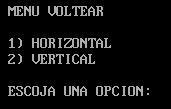 MENU VOLTEAR
1) HORIZONTAL
2) VERTICAL
ESCOJA UNA OPCION: